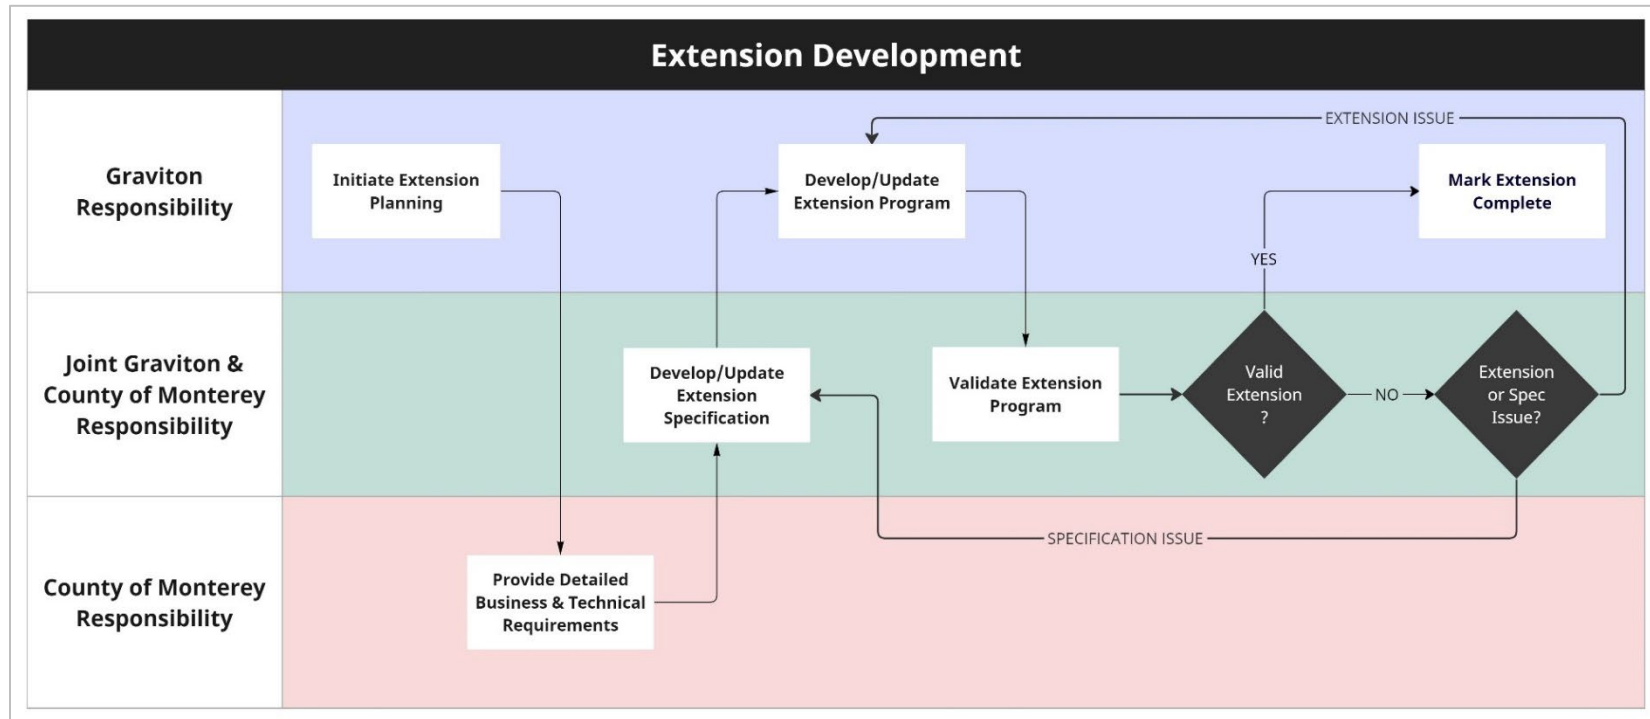 Extension Development
Graviton
Responsibility
Initiate Extension
Planning
Develop/Update
Extension Program
EXTENSION ISSUE
Mark Extension
Complete
YES
Joint Graviton &
County of Monterey
Responsibility
Develop/Update
Extension
Specification
Validate Extension
Program
Valid
Extension
?
NO
Extension
or Spec
Issue?
County of Monterey
Responsibility
Provide Detailed
Business & Technical
Requirements
SPECIFICATION ISSUE